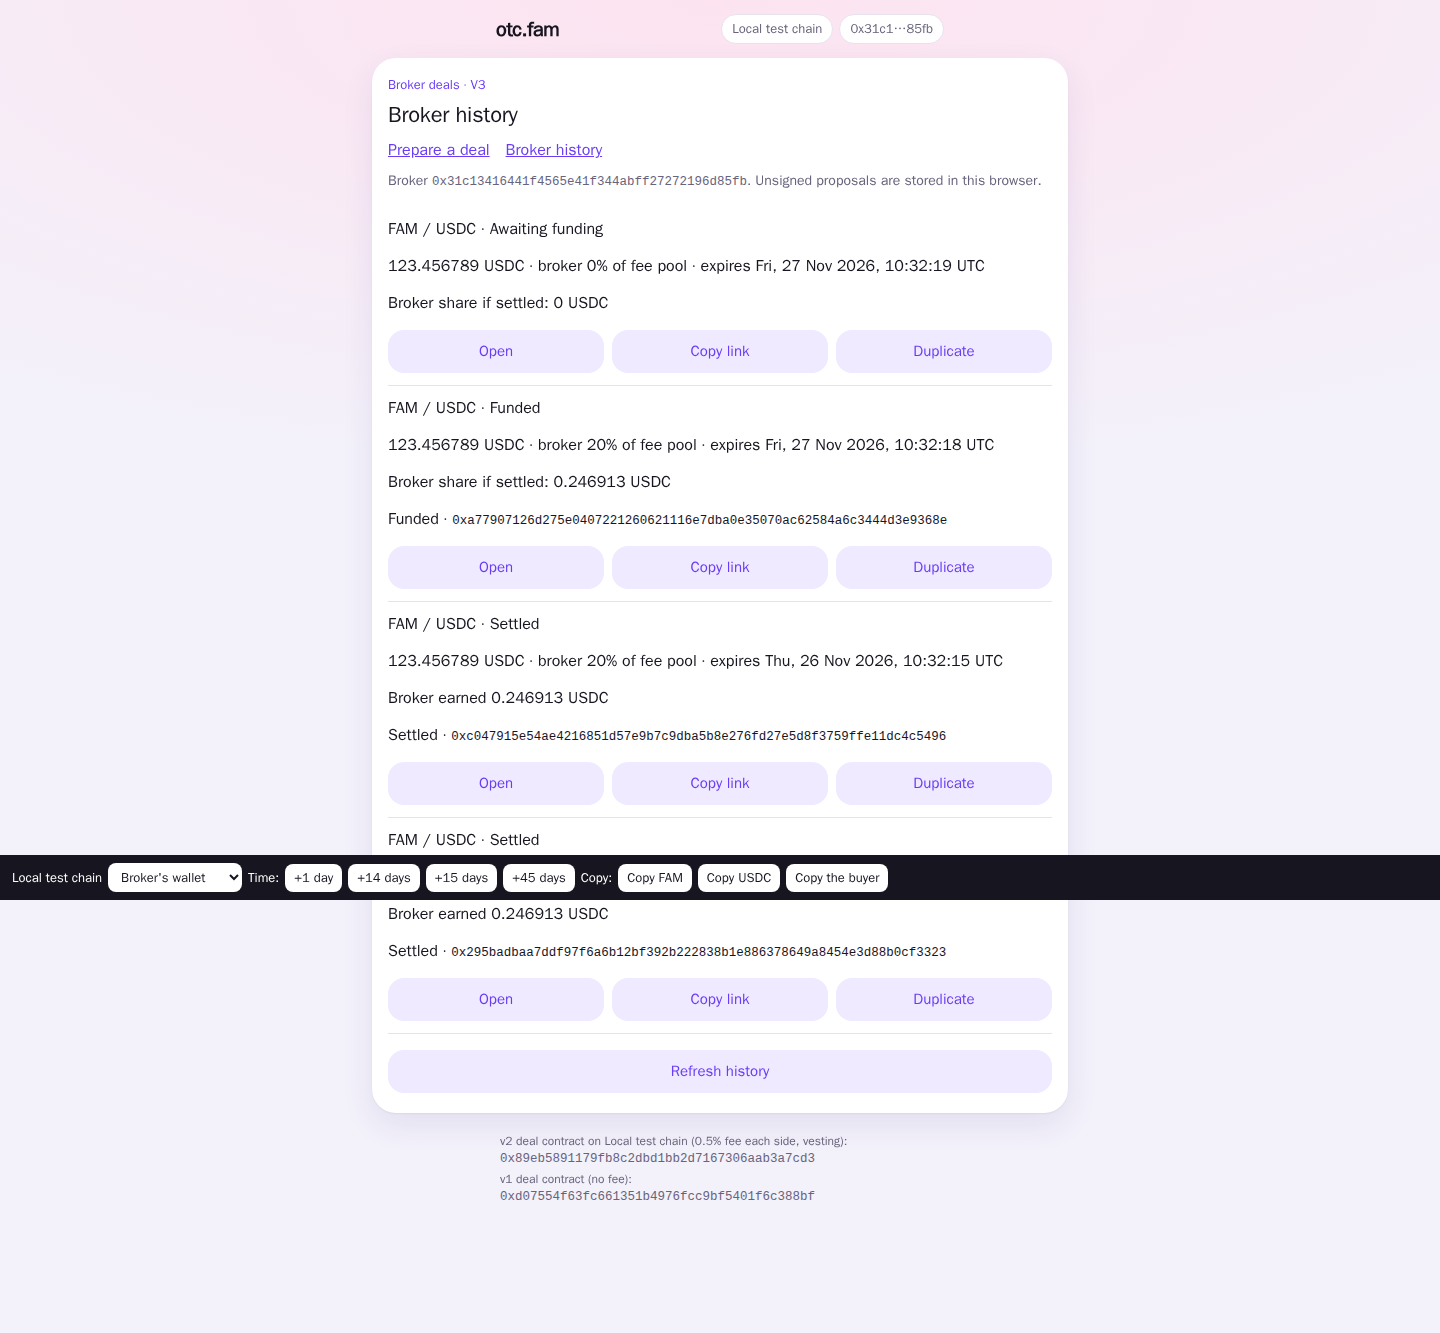 otc.fam
Local test chain
0x31c1···85fb
Broker deals · V3
Broker history
Prepare a deal Broker history
Broker 0x31c13416441f4565e41f344abff27272196d85fb. Unsigned proposals are stored in this browser.
FAM / USDC · Awaiting funding
123.456789 USDC · broker 0% of fee pool · expires Fri, 27 Nov 2026, 10:32:19 UTC
Broker share if settled: 0 USDC
Open Copy link Duplicate
FAM / USDC · Funded
123.456789 USDC · broker 20% of fee pool · expires Fri, 27 Nov 2026, 10:32:18 UTC
Broker share if settled: 0.246913 USDC
Funded · 0xa77907126d275e0407221260621116e7dba0e35070ac62584a6c3444d3e9368e
Open Copy link Duplicate
FAM / USDC · Settled
123.456789 USDC · broker 20% of fee pool · expires Thu, 26 Nov 2026, 10:32:15 UTC
Broker earned 0.246913 USDC
Settled · 0xc047915e54ae4216851d57e9b7c9dba5b8e276fd27e5d8f3759ffe11dc4c5496
Open Copy link Duplicate
FAM / USDC · Settled
Local test chain Broker's wallet Time: +1 day +14 days +15 days +45 days Copy: Copy FAM Copy USDC Copy the buyer
Broker earned 0.246913 USDC
Settled · 0x295badbaa7ddf97f6a6b12bf392b222838b1e886378649a8454e3d88b0cf3323
Open Copy link Duplicate
Refresh history
v2 deal contract on Local test chain (0.5% fee each side, vesting):
0x89eb5891179fb8c2dbd1bb2d7167306aab3a7cd3
v1 deal contract (no fee):
0xd07554f63fc661351b4976fcc9bf5401f6c388bf